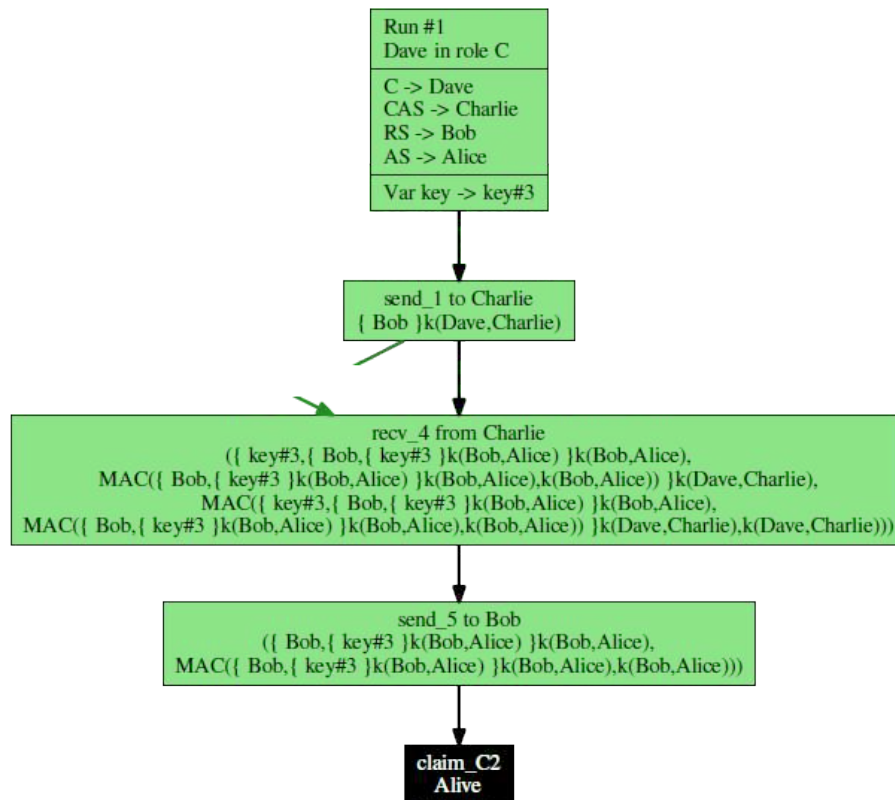 Run #1
Dave in role C
C -> Dave
CAS -> Charlie
RS -> Bob
AS -> Alice
Var key -> key#3
send_1 to Charlie
{ Bob }k(Dave,Charlie)
recv_4 from Charlie
({ key#3,{ Bob,{ key#3 }k(Bob,Alice) }k(Bob,Alice),
MAC({ Bob,{ key#3 }k(Bob,Alice) }k(Bob,Alice),k(Bob,Alice)) }k(Dave,Charlie),
MAC({ key#3,{ Bob,{ key#3 }k(Bob,Alice) }k(Bob,Alice),
MAC({ Bob,{ key#3 }k(Bob,Alice) }k(Bob,Alice),k(Bob,Alice)) }k(Dave,Charlie),k(Dave,Charlie)))
send_5 to Bob
({ Bob,{ key#3 }k(Bob,Alice) }k(Bob,Alice),
MAC({ Bob,{ key#3 }k(Bob,Alice) }k(Bob,Alice),k(Bob,Alice)))
claim_C2
Alive